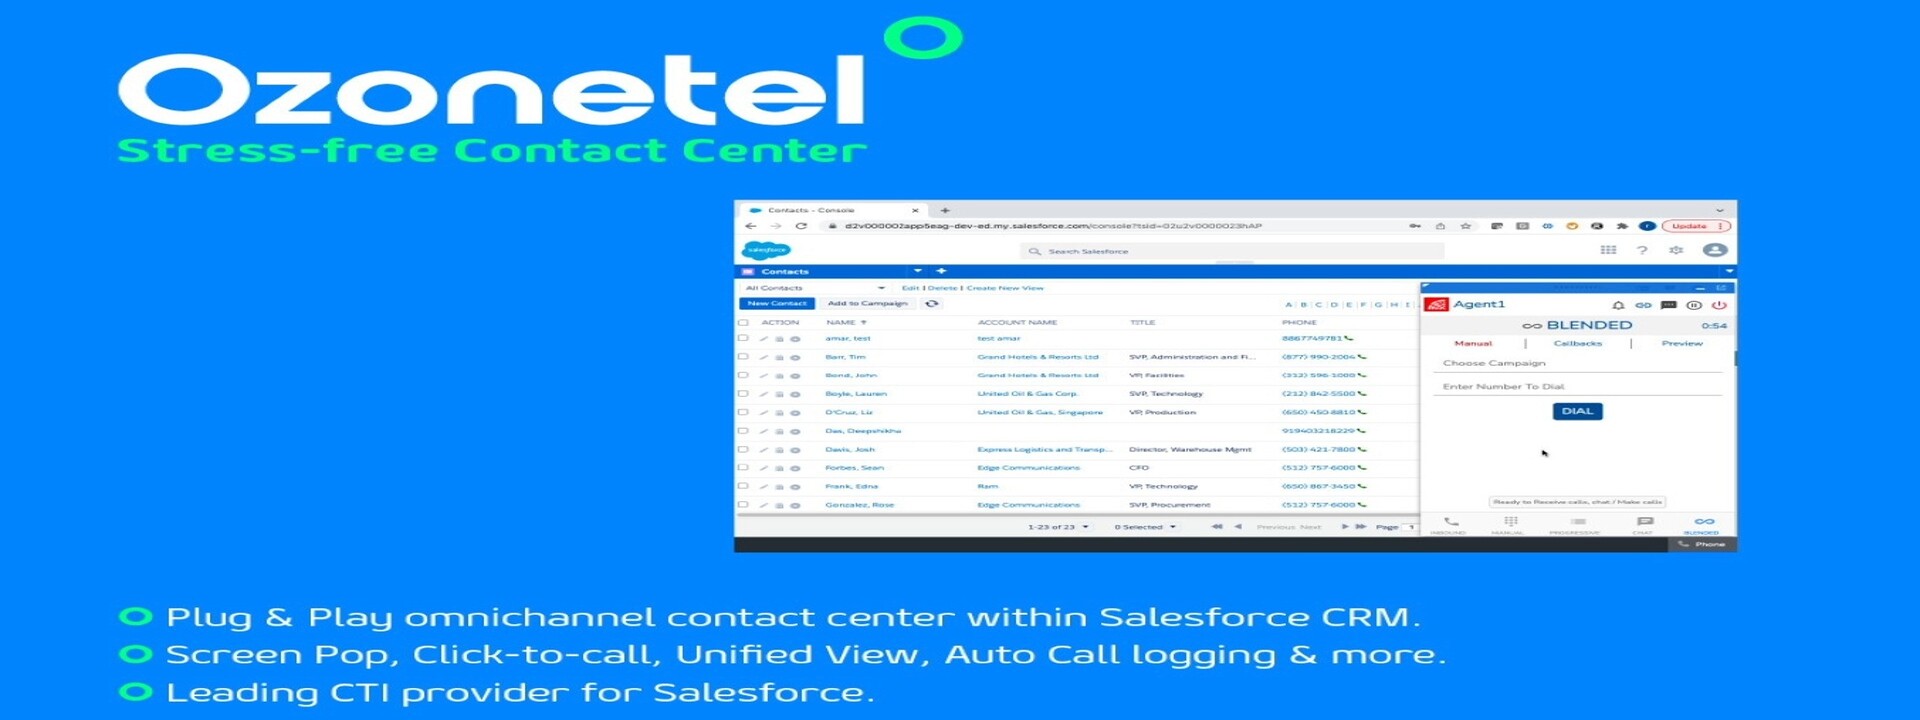 Ozonetel
Stress-free Contact Center
Contacts - Console
d2v000002app5eag-dev-ed.my.salesforce.com/console?tsid=02u2v0000023hAP
Update
salesforce
Search Salesforce
Contacts
All Contacts Edit | Delete | Create New View
New Contact Add to Campaign A B C D E F G H I
ACTION NAME ACCOUNT NAME TITLE PHONE
amar, test test amar 8867749781
Barr, Tim Grand Hotels & Resorts Ltd SVP, Administration and Fi... (877) 990-2004
Bond, John Grand Hotels & Resorts Ltd VP, Facilities (312) 596-1000
Boyle, Lauren United Oil & Gas Corp. SVP, Technology (212) 842-5500
D'Cruz, Liz United Oil & Gas, Singapore VP, Production (650) 450-8810
Das, Deepshikha 919403218229
Davis, Josh Express Logistics and Transp... Director, Warehouse Mgmt (503) 421-7800
Forbes, Sean Edge Communications CFO (512) 757-6000
Frank, Edna Ram VP, Technology (650) 867-3450
Gonzalez, Rose Edge Communications SVP, Procurement (512) 757-6000
1-23 of 23 0 Selected Previous Next Page 1
Agent1
BLENDED 0:54
Manual | Callbacks | Preview
Choose Campaign
Enter Number To Dial
DIAL
Ready to Receive calls, chat / Make calls
INBOUND MANUAL PROGRESSIVE CHAT BLENDED
Phone
Plug & Play omnichannel contact center within Salesforce CRM.
Screen Pop, Click-to-call, Unified View, Auto Call logging & more.
Leading CTI provider for Salesforce.